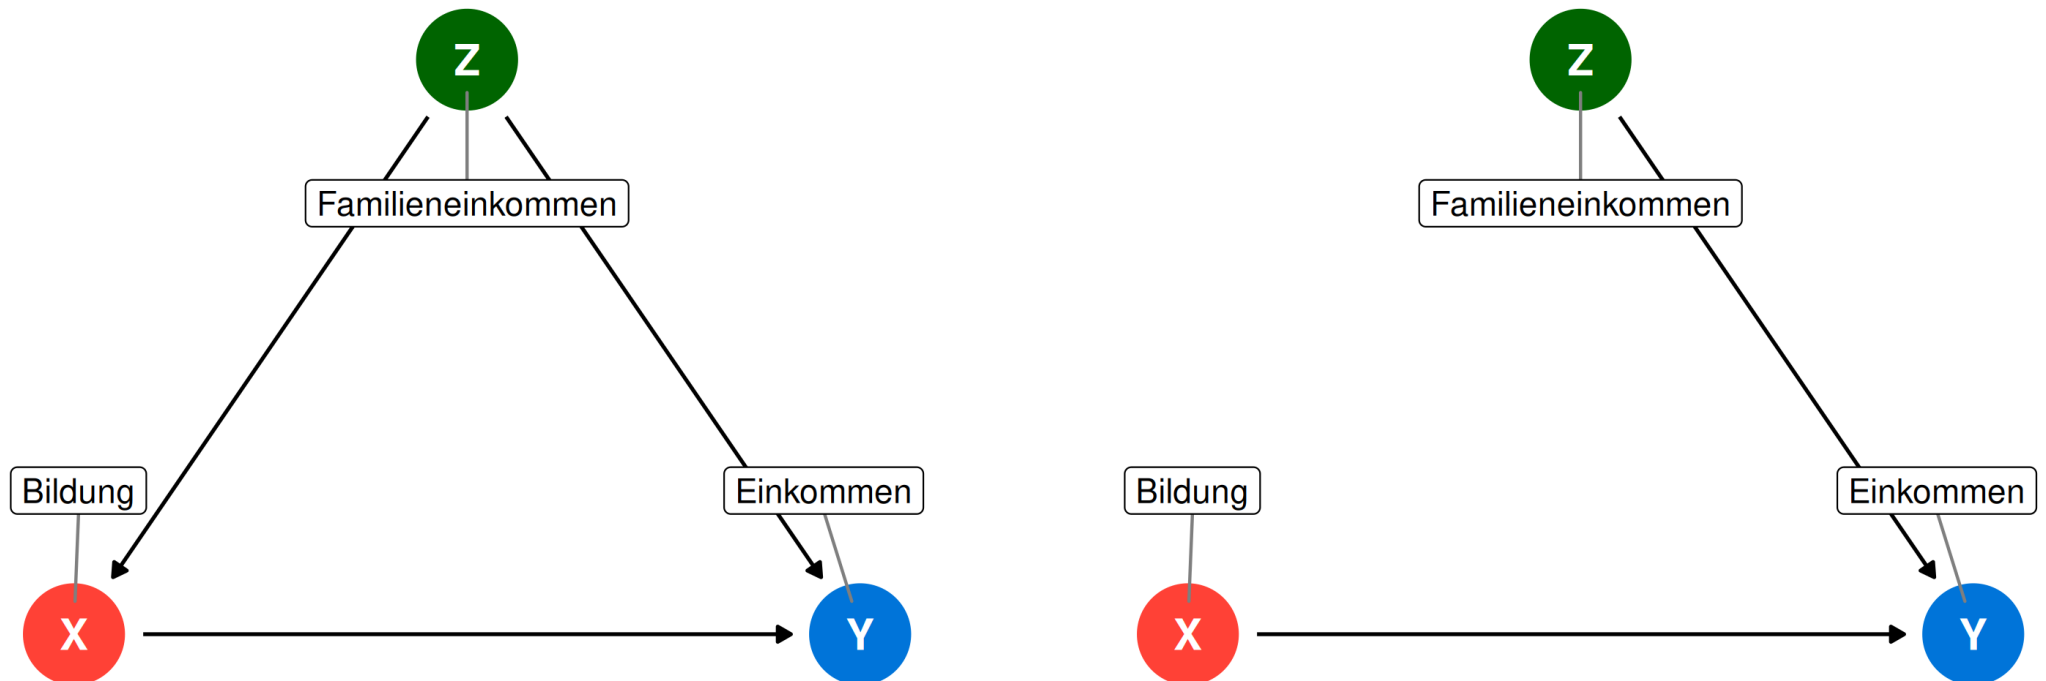 Z
Familieneinkommen
Bildung
Einkommen
X
Y
Z
Familieneinkommen
Bildung
Einkommen
X
Y